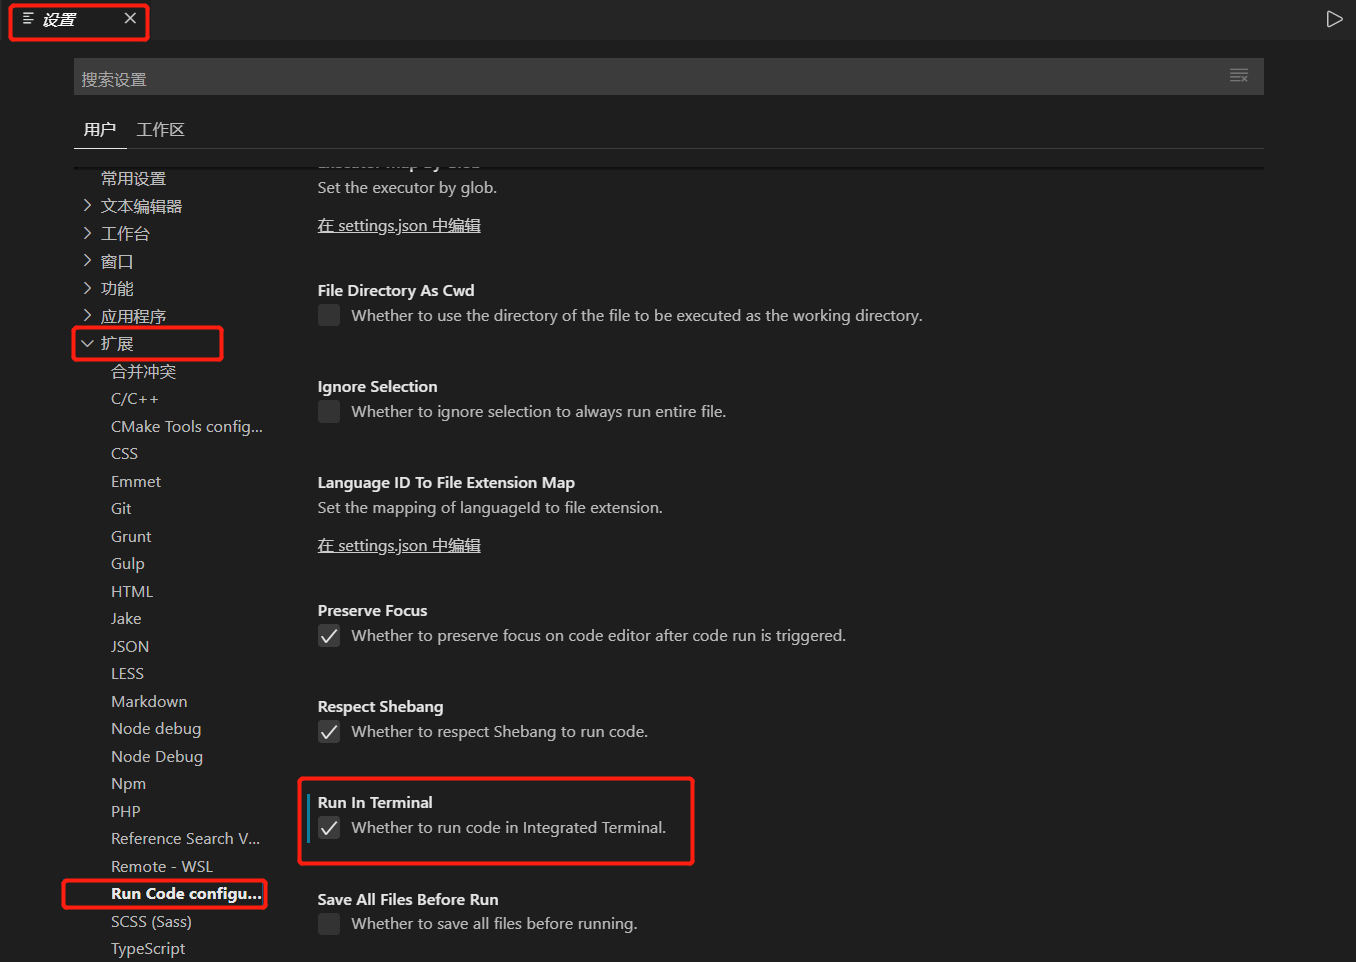 设置
搜索设置
用户 工作区
常用设置
文本编辑器
工作台
窗口
功能
应用程序
扩展
合并冲突
C/C++
CMake Tools config...
CSS
Emmet
Git
Grunt
Gulp
HTML
Jake
JSON
LESS
Markdown
Node debug
Node Debug
Npm
PHP
Reference Search V...
Remote - WSL
Run Code configu...
SCSS (Sass)
TypeScript
Set the executor by glob.
在 settings.json 中编辑
File Directory As Cwd
Whether to use the directory of the file to be executed as the working directory.
Ignore Selection
Whether to ignore selection to always run entire file.
Language ID To File Extension Map
Set the mapping of languageId to file extension.
在 settings.json 中编辑
Preserve Focus
Whether to preserve focus on code editor after code run is triggered.
Respect Shebang
Whether to respect Shebang to run code.
Run In Terminal
Whether to run code in Integrated Terminal.
Save All Files Before Run
Whether to save all files before running.